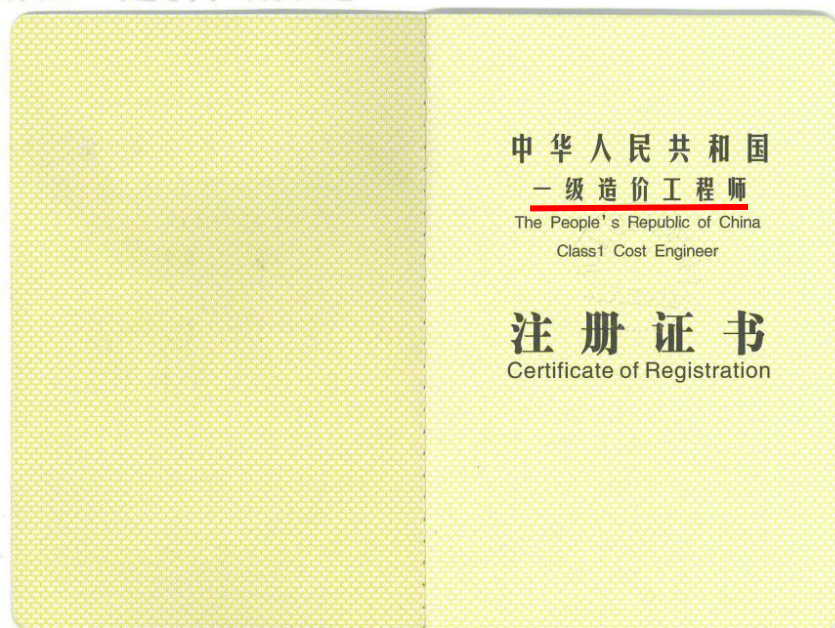 中华人民共和国
一级造价工程师
The People's Republic of China
Class1 Cost Engineer
注册证书
Certificate of Registration